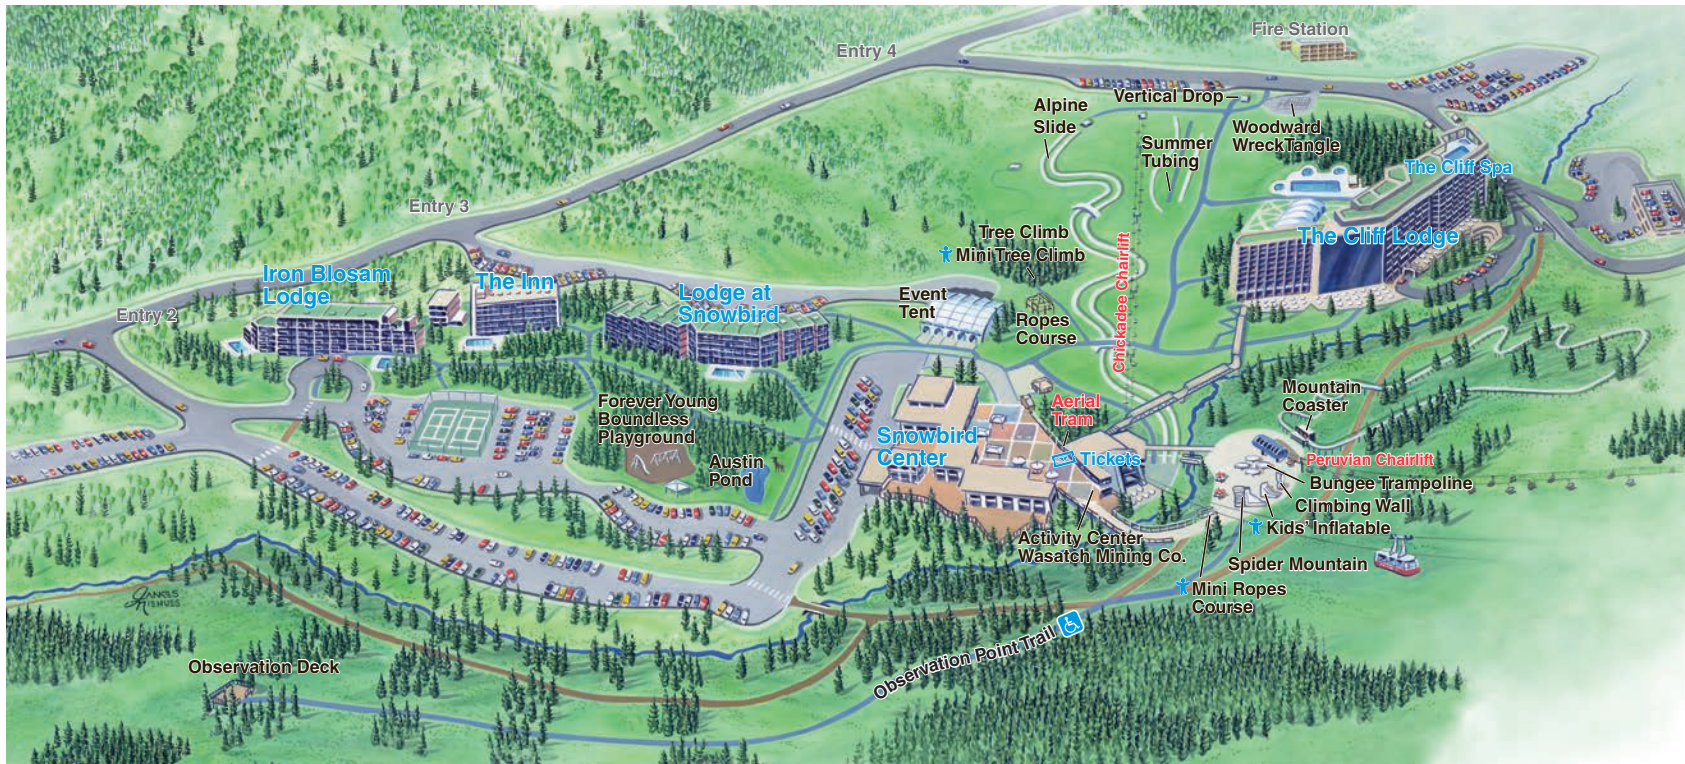 Fire Station
Entry 4
Vertical Drop
Alpine
Slide
Woodward
WreckTangle
Summer
Tubing
The Cliff Spa
Entry 3
Tree Climb
Mini Tree Climb
The Cliff Lodge
Iron Blosam
Lodge
The Inn
Lodge at
Snowbird
Event
Tent
Ropes
Course
Chickadee Chairlift
Entry 2
Mountain
Coaster
Forever Young
Boundless
Playground
Aerial
Tram
Snowbird
Center
Tickets
Austin
Pond
Peruvian Chairlift
Bungee Trampoline
Climbing Wall
Kids' Inflatable
Activity Center
Wasatch Mining Co.
Spider Mountain
Mini Ropes
Course
Observation Point Trail
Observation Deck